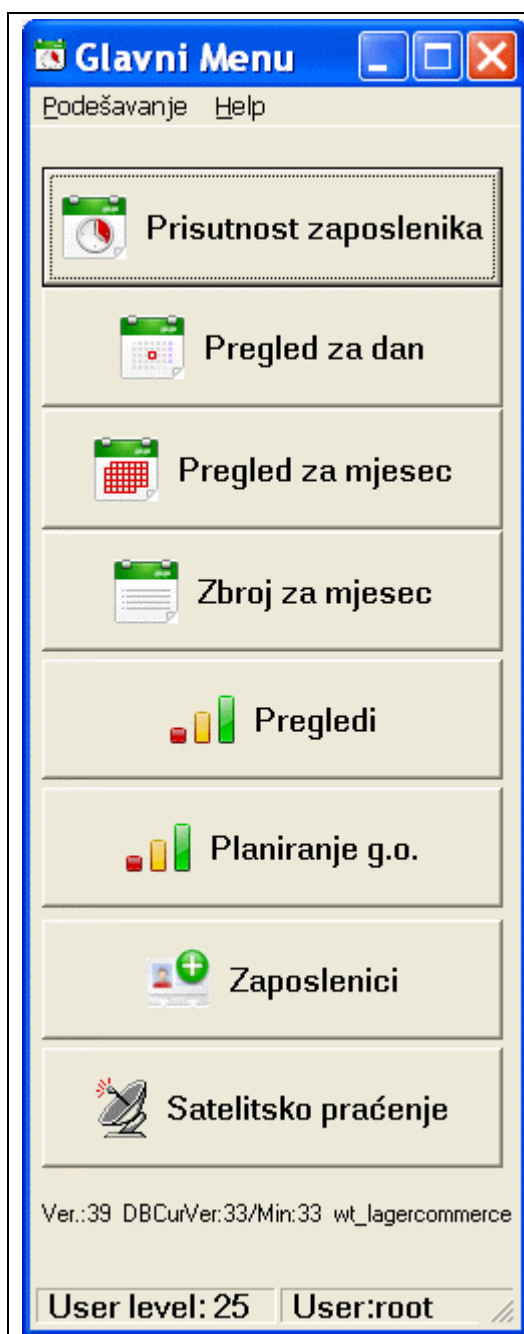 Glavni Menu
Podešavanje Help
Prisutnost zaposlenika
Pregled za dan
Pregled za mjesec
Zbroj za mjesec
Pregledi
Planiranje g.o.
Zaposlenici
Satelitsko praćenje
Ver.:39 DBCurVer:33/Min:33 wt_lagercommerce
User level: 25 User:root